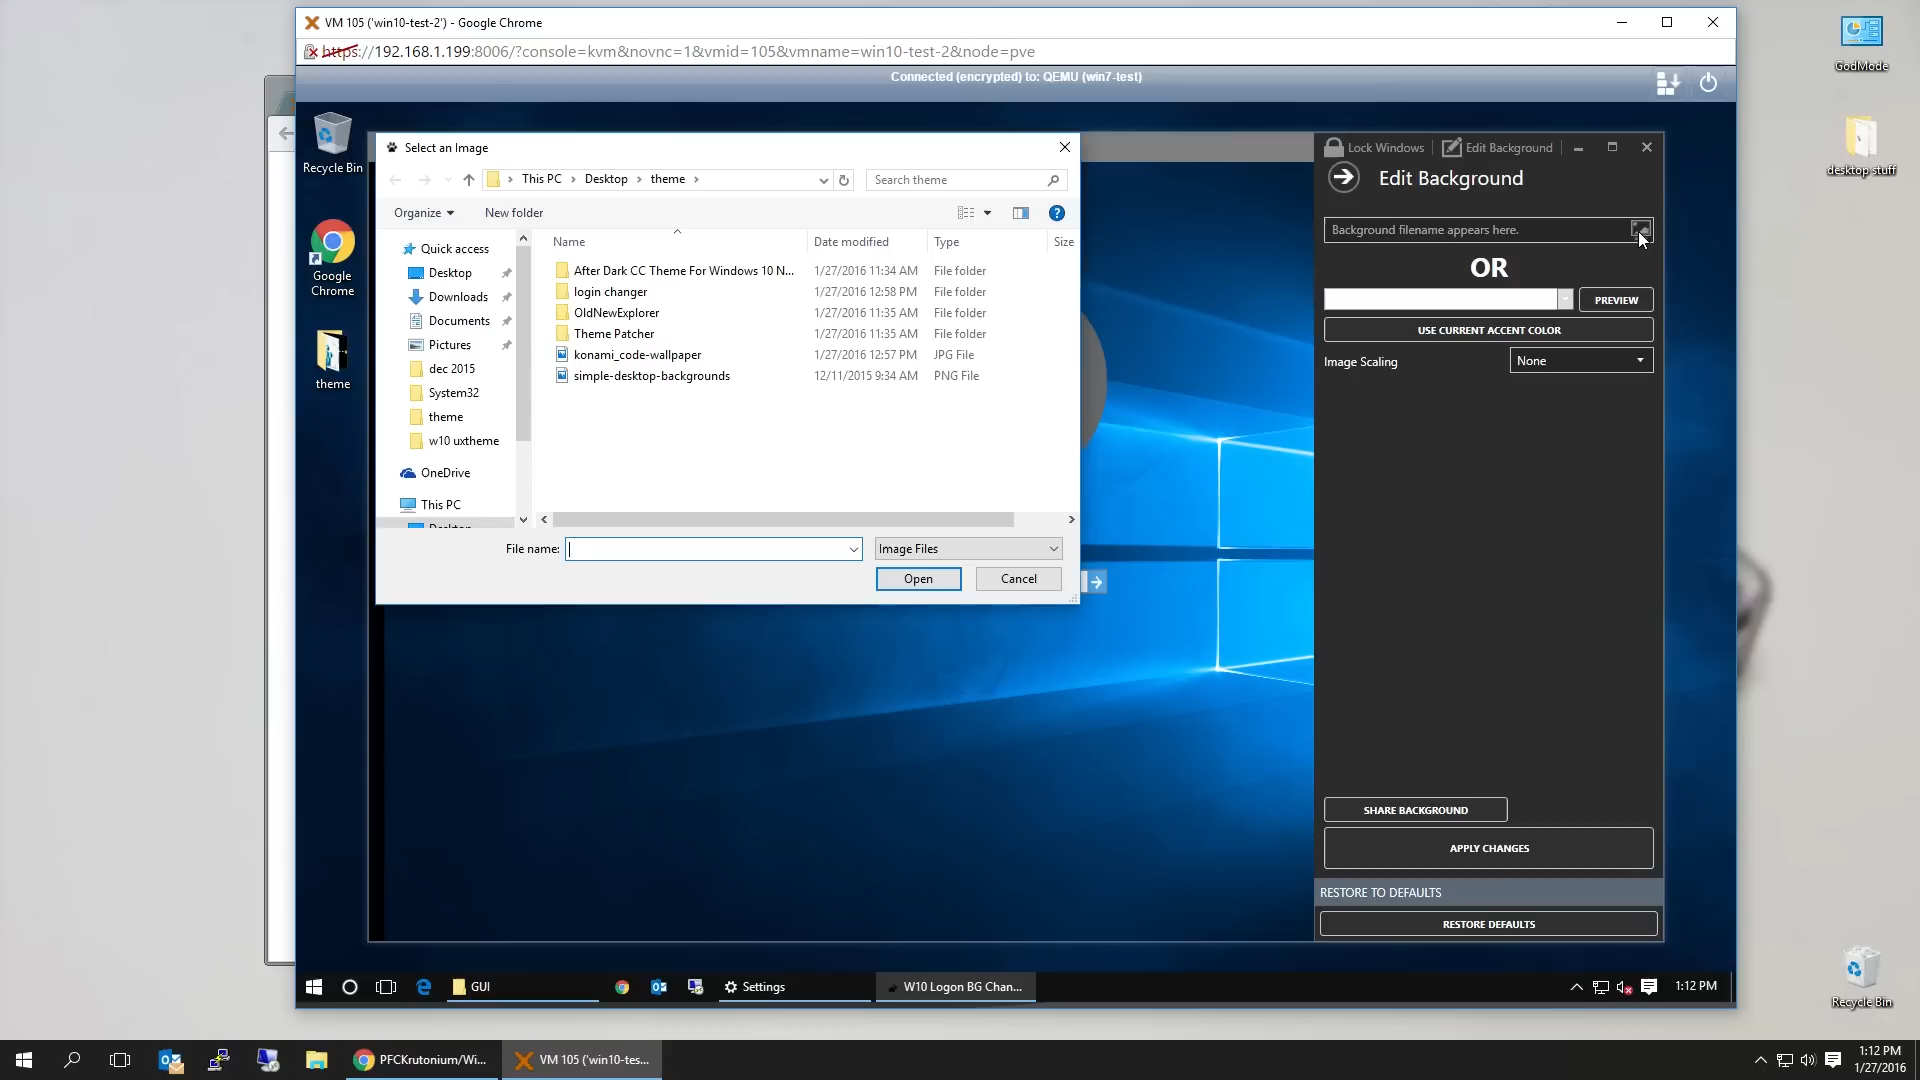 VM 105 ('win10-test-2') - Google Chrome
https://192.168.1.199:8006/?console=kvm&novnc=1&vmid=105&vmname=win10-test-2&node=pve
Connected (encrypted) to: QEMU (win7-test)
GodMode
desktop stuff
Recycle Bin
Recycle Bin
Google Chrome
theme
Select an Image
This PC > Desktop > theme >
Search theme
Organize
New folder
Name
Date modified
Type
Size
After Dark CC Theme For Windows 10 N... 1/27/2016 11:34 AM File folder
login changer 1/27/2016 12:58 PM File folder
OldNewExplorer 1/27/2016 11:35 AM File folder
Theme Patcher 1/27/2016 11:35 AM File folder
konami_code-wallpaper 1/27/2016 12:57 PM JPG File
simple-desktop-backgrounds 12/11/2015 9:34 AM PNG File
Quick access
Desktop
Downloads
Documents
Pictures
dec 2015
System32
theme
w10 uxtheme
OneDrive
This PC
Desktop
File name:
Image Files
Open
Cancel
Lock Windows
Edit Background
Edit Background
Background filename appears here.
OR
PREVIEW
USE CURRENT ACCENT COLOR
Image Scaling
None
SHARE BACKGROUND
APPLY CHANGES
RESTORE TO DEFAULTS
RESTORE DEFAULTS
GUI
Settings
W10 Logon BG Chan...
1:12 PM
PFCKrutonium/Wi...
VM 105 ('win10-tes...
1:12 PM
1/27/2016